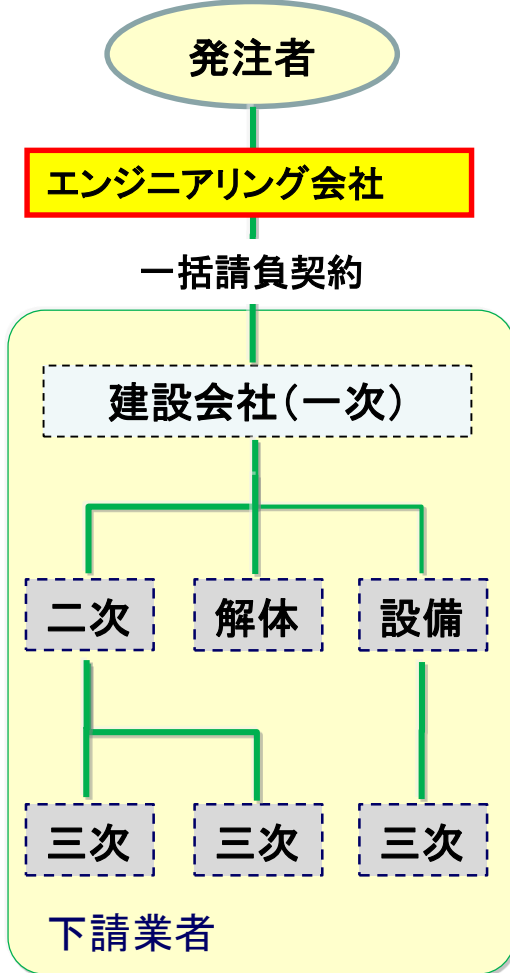 発注者
エンジニアリング会社
一括請負契約
建設会社（一次）
二次
解体
設備
三次
三次
三次
下請業者